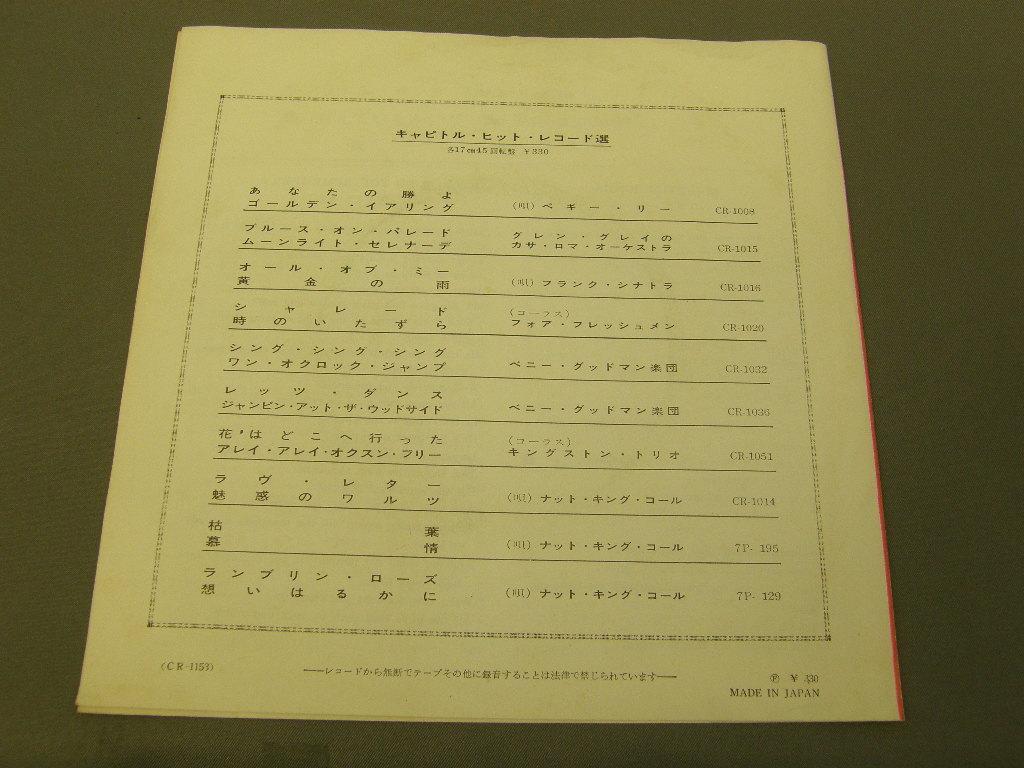 キャピトル・ヒット・レコード選
各17cm45回転盤 ￥330
あなたの勝よ
ゴールデン・イアリング （唄）ペギー・リー CR-1008
ブルース・オン・パレード グレン・グレイの
ムーンライト・セレナーデ カサ・ロマ・オーケストラ CR-1015
オール・オブ・ミー
黄金の雨 （唄）フランク・シナトラ CR-1016
シャレード （コーラス）
時のいたずら フォア・フレッシュメン CR-1020
シング・シング・シング
ワン・オクロック・ジャンプ ベニー・グッドマン楽団 CR-1032
レッツ・ダンス
ジャンピン・アット・ザ・ウッドサイド ベニー・グッドマン楽団 CR-1036
花はどこへ行った （コーラス）
アレイ・アレイ・オクスン・フリー キングストン・トリオ CR-1051
ラヴ・レター
魅惑のワルツ （唄）ナット・キング・コール CR-1014
枯葉
慕情 （唄）ナット・キング・コール 7P- 195
ランブリン・ローズ
想いはるかに （唄）ナット・キング・コール 7P- 129
(CR-1153)
――レコードから無断でテープその他に録音することは法律で禁じられています――
Ⓟ ￥330
MADE IN JAPAN